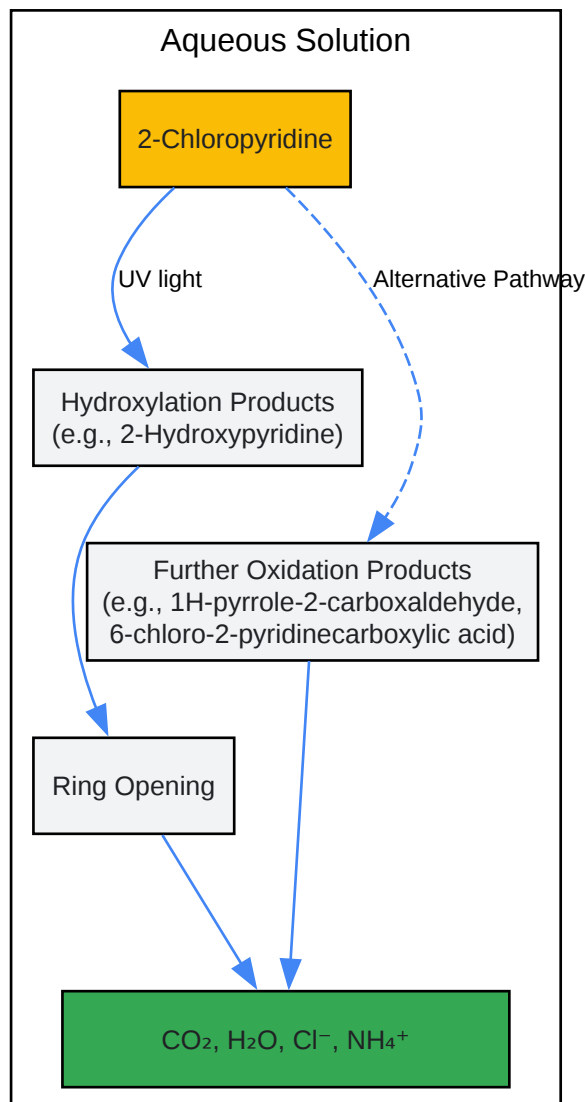 Aqueous Solution
2-Chloropyridine
UV light
Alternative Pathway
Hydroxylation Products
(e.g., 2-Hydroxypyridine)
Further Oxidation Products
(e.g., 1H-pyrrole-2-carboxaldehyde,
6-chloro-2-pyridinecarboxylic acid)
Ring Opening
CO₂, H₂O, Cl⁻, NH₄⁺